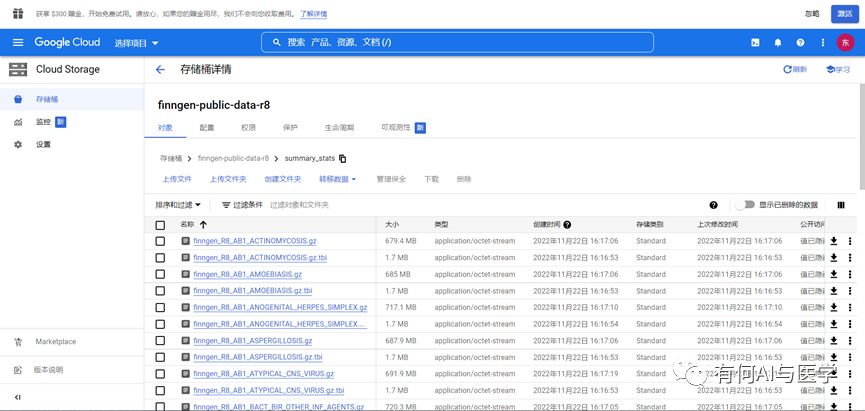 获享 $300 赠金，开始免费试用。请放心，如果您的赠金用尽，我们不会向您收取费用。 了解详情 忽略 激活
Google Cloud 选择项目 搜索 产品、资源、文档 (/) 东
Cloud Storage 存储桶详情 刷新 学习
存储桶
监控 新
设置
Marketplace
版本说明
finngen-public-data-r8
对象 配置 权限 保护 生命周期 可观测性 新
存储桶 finngen-public-data-r8 summary_stats
上传文件 上传文件夹 创建文件夹 转移数据 管理保全 下载 删除
排序和过滤 过滤条件 过滤对象和文件夹 显示已删除的数据
名称 大小 类型 创建时间 存储类别 上次修改时间 公开访问
finngen_R8_AB1_ACTINOMYCOSIS.gz 679.4 MB application/octet-stream 2022年11月22日 16:17:06 Standard 2022年11月22日 16:17:06 值已隐
finngen_R8_AB1_ACTINOMYCOSIS.gz.tbi 1.7 MB application/octet-stream 2022年11月22日 16:16:53 Standard 2022年11月22日 16:16:53 值已隐
finngen_R8_AB1_AMOEBIASIS.gz 685 MB application/octet-stream 2022年11月22日 16:17:06 Standard 2022年11月22日 16:17:06 值已隐
finngen_R8_AB1_AMOEBIASIS.gz.tbi 1.7 MB application/octet-stream 2022年11月22日 16:16:53 Standard 2022年11月22日 16:16:53 值已隐
finngen_R8_AB1_ANOGENITAL_HERPES_SIMPLEX.gz 717.1 MB application/octet-stream 2022年11月22日 16:17:10 Standard 2022年11月22日 16:17:10 值已隐
finngen_R8_AB1_ANOGENITAL_HERPES_SIMPLEX.... 1.7 MB application/octet-stream 2022年11月22日 16:16:54 Standard 2022年11月22日 16:16:54 值已隐
finngen_R8_AB1_ASPERGILLOSIS.gz 687.9 MB application/octet-stream 2022年11月22日 16:17:06 Standard 2022年11月22日 16:17:06 值已隐
finngen_R8_AB1_ASPERGILLOSIS.gz.tbi 1.7 MB application/octet-stream 2022年11月22日 16:16:53 Standard 2022年11月22日 16:16:53
finngen_R8_AB1_ATYPICAL_CNS_VIRUS.gz 691.9 MB application/octet-stream 2022年11月22日 16:17:19 Standard 2022年11月22日
finngen_R8_AB1_ATYPICAL_CNS_VIRUS.gz.tbi 1.7 MB application/octet-stream 2022年11月22日 16:16:53 Standard 2022年11月22日 16:16:53 值已隐
finngen_R8_AB1_BACT_BIR_OTHER_INF_AGENTS.gz 720.3 MB application/octet-stream 2022年11月22日 16:17:05 Standard 2022年11月22日 16:17:05 值已隐
有何AI与医学